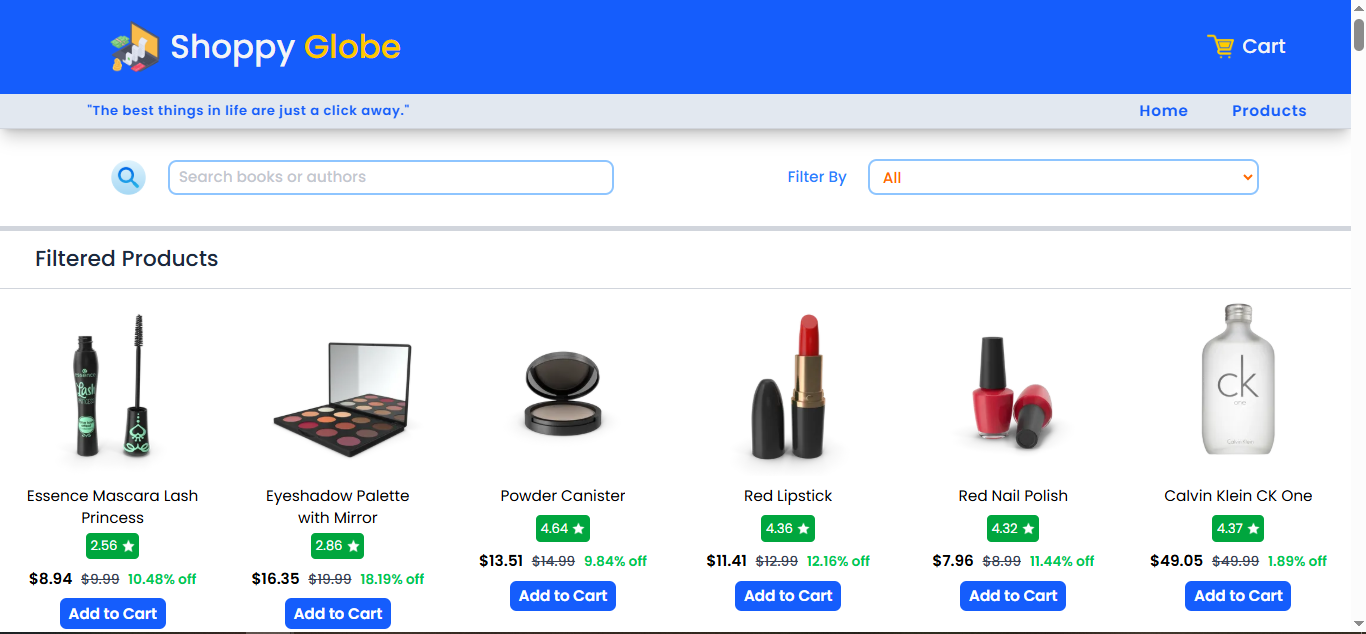 Shoppy Globe
Cart
"The best things in life are just a click away."
Home
Products
Search books or authors
Filter By
All
Filtered Products
essence
Lash
ck
one
Calvin Klein
Essence Mascara Lash
Princess
2.56 ★
$8.94 $9.99 10.48% off
Add to Cart
Eyeshadow Palette
with Mirror
2.86 ★
$16.35 $19.99 18.19% off
Add to Cart
Powder Canister
4.64 ★
$13.51 $14.99 9.84% off
Add to Cart
Red Lipstick
4.36 ★
$11.41 $12.99 12.16% off
Add to Cart
Red Nail Polish
4.32 ★
$7.96 $8.99 11.44% off
Add to Cart
Calvin Klein CK One
4.37 ★
$49.05 $49.99 1.89% off
Add to Cart